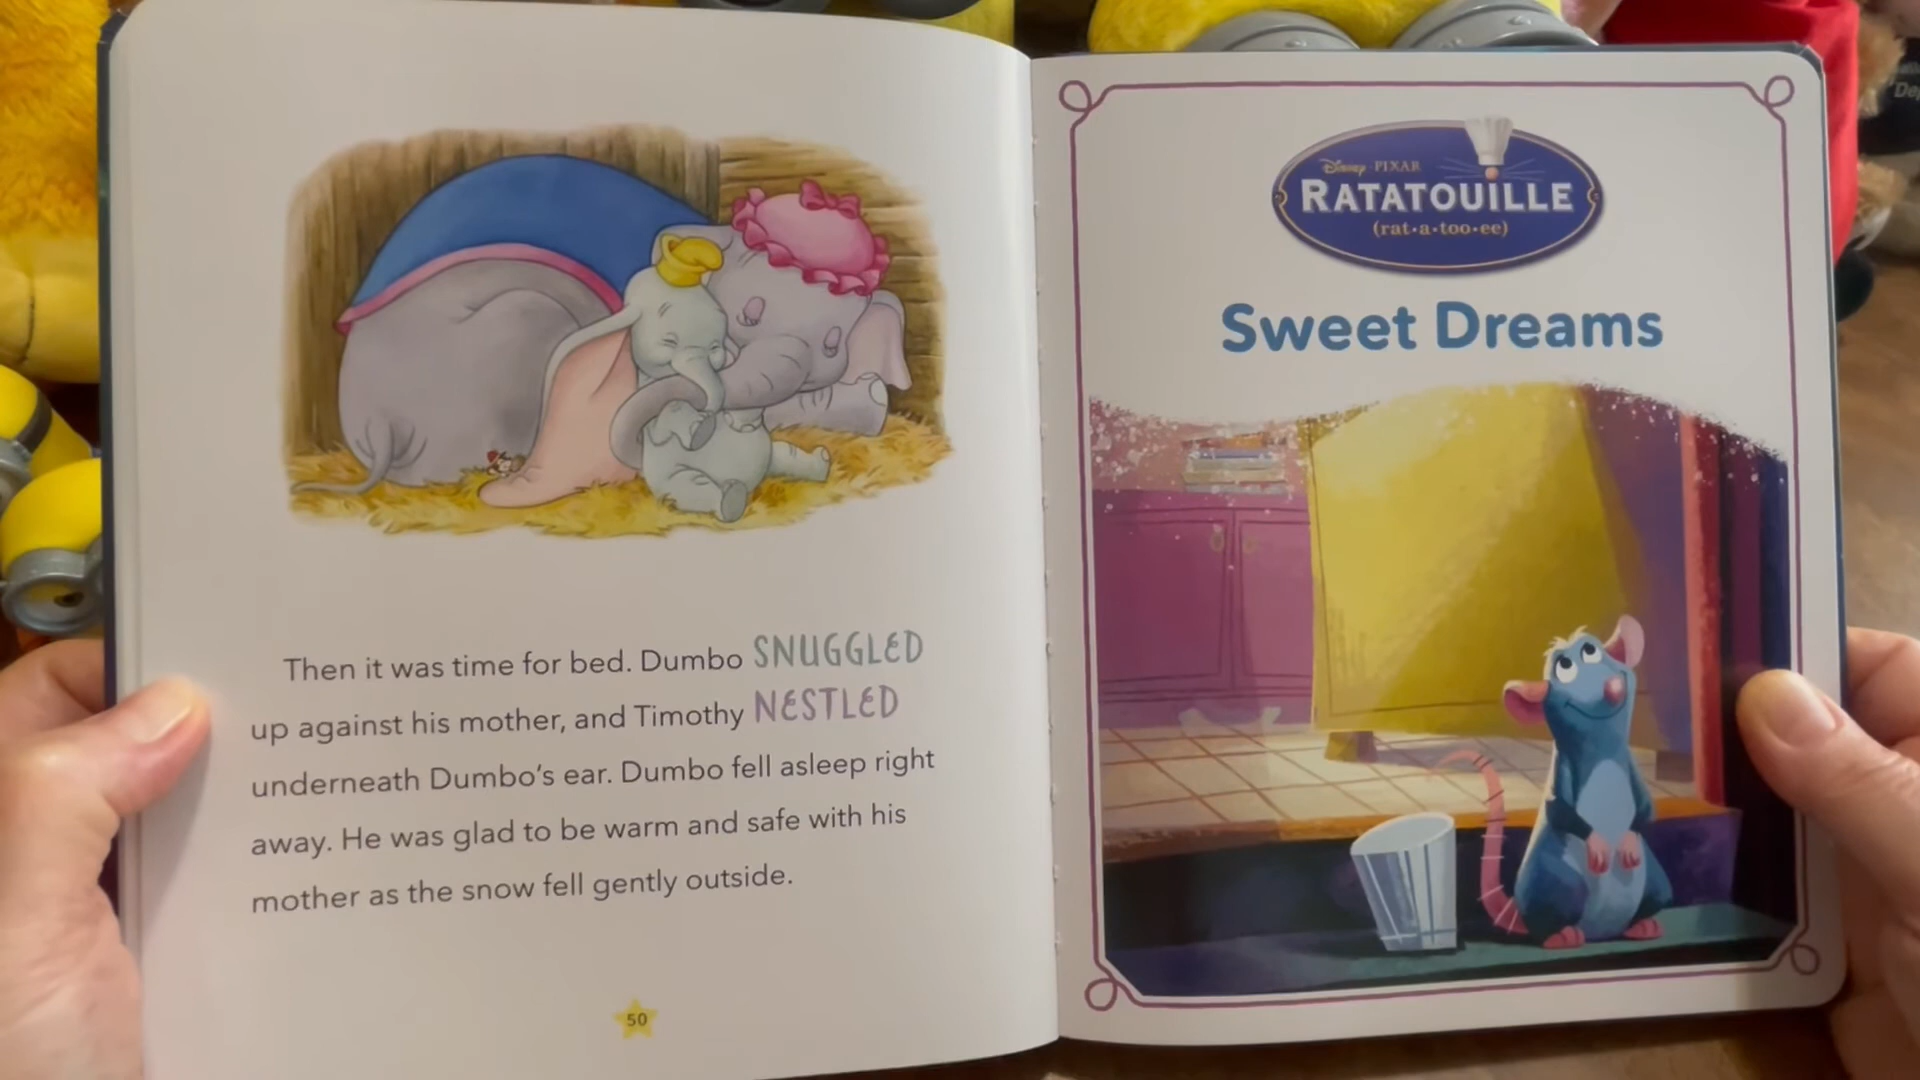 Then it was time for bed. Dumbo SNUGGLED
up against his mother, and Timothy NESTLED
underneath Dumbo's ear. Dumbo fell asleep right
away. He was glad to be warm and safe with his
mother as the snow fell gently outside.
50
Disney · PIXAR
RATATOUILLE
(rat•a•too•ee)
Sweet Dreams